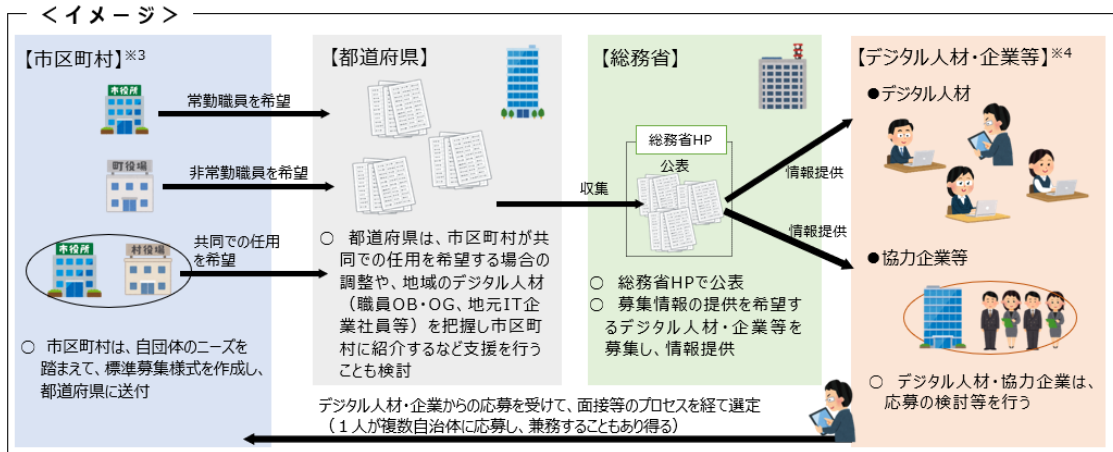 ＜イメージ＞
【市区町村】※3
市役所
常勤職員を希望
町役場
非常勤職員を希望
市役所
村役場
共同での任用
を希望
○ 市区町村は、自団体のニーズを
踏まえて、標準募集様式を作成し、
都道府県に送付
【都道府県】
○ 都道府県は、市区町村が共
同での任用を希望する場合の
調整や、地域のデジタル人材
（職員OB・OG、地元IT企
業社員等）を把握し市区町
村に紹介するなど支援を行う
ことも検討
収集
【総務省】
総務省HP
公表
○ 総務省HPで公表
○ 募集情報の提供を希望す
るデジタル人材・企業等を
募集し、情報提供
情報提供
情報提供
【デジタル人材・企業等】※4
●デジタル人材
●協力企業等
○ デジタル人材・協力企業は、
応募の検討等を行う
デジタル人材・企業からの応募を受けて、面接等のプロセスを経て選定
（１人が複数自治体に応募し、兼務することもあり得る）